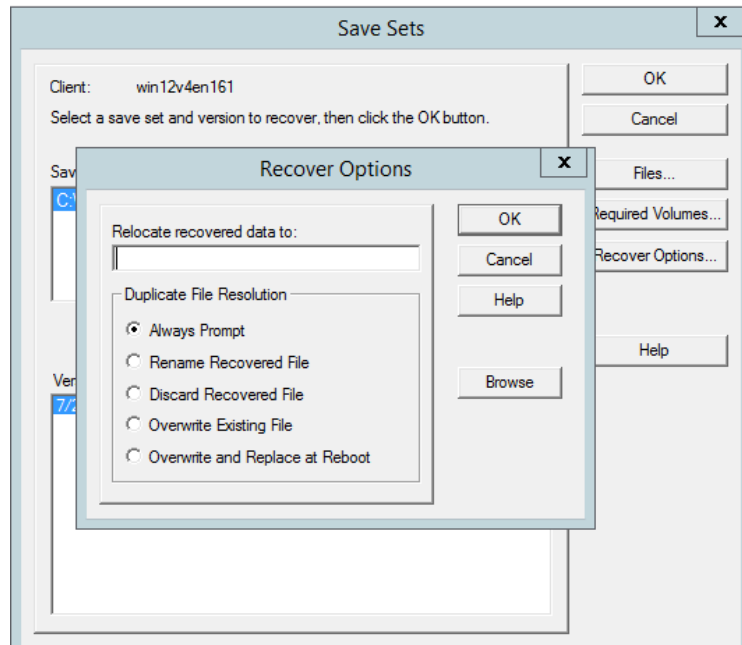 Save Sets
x
Client: win12v4en161
Select a save set and version to recover, then click the OK button.
OK
Cancel
Files...
Required Volumes...
Recover Options...
Help
Recover Options
x
Relocate recovered data to:
Duplicate File Resolution
Always Prompt
Rename Recovered File
Discard Recovered File
Overwrite Existing File
Overwrite and Replace at Reboot
OK
Cancel
Help
Browse